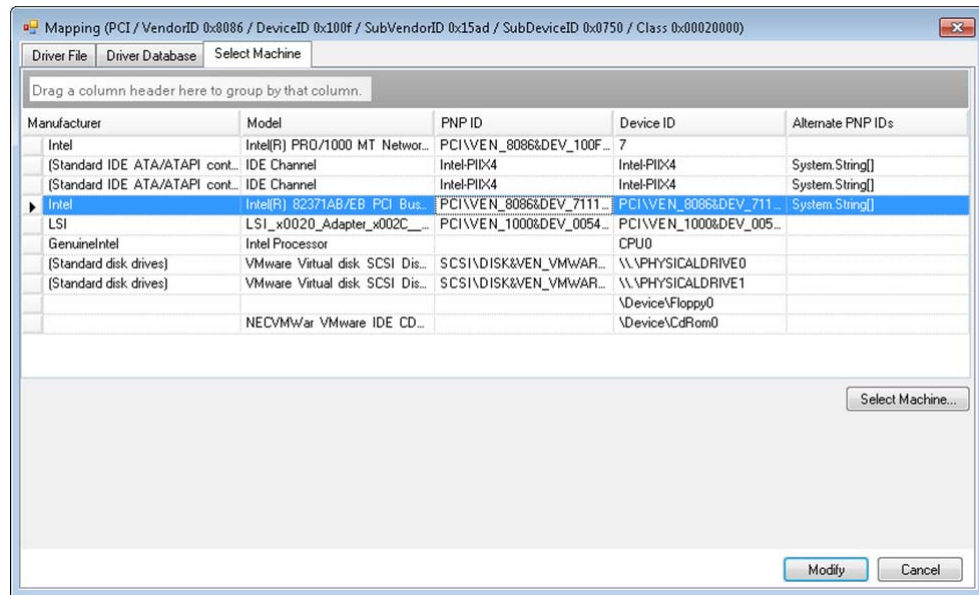 Mapping (PCI / VendorID 0x8086 / DeviceID 0x100f / SubVendorID 0x15ad / SubDeviceID 0x0750 / Class 0x00020000)
Driver File Driver Database Select Machine
Drag a column header here to group by that column.
Manufacturer Model PNP ID Device ID Alternate PNP IDs
Intel Intel(R) PRO/1000 MT Networ... PCI\VEN_8086&DEV_100F... 7
(Standard IDE ATA/ATAPI cont... IDE Channel Intel-PIIX4 Intel-PIIX4 System.String[]
(Standard IDE ATA/ATAPI cont... IDE Channel Intel-PIIX4 Intel-PIIX4 System.String[]
Intel Intel(R) 82371AB/EB PCI Bus... PCI\VEN_8086&DEV_7111... PCI\VEN_8086&DEV_711... System.String[]
LSI LSI_x0020_Adapter_x002C__... PCI\VEN_1000&DEV_0054... PCI\VEN_1000&DEV_005...
GenuineIntel Intel Processor CPU0
(Standard disk drives) VMware Virtual disk SCSI Dis... SCSI\DISK&VEN_VMWAR... \\.\PHYSICALDRIVE0
(Standard disk drives) VMware Virtual disk SCSI Dis... SCSI\DISK&VEN_VMWAR... \\.\PHYSICALDRIVE1
\Device\Floppy0
NECVMWar VMware IDE CD... \Device\CdRom0
Select Machine...
Modify Cancel